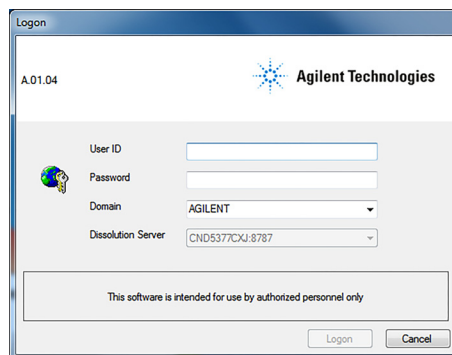 Logon
A.01.04
Agilent Technologies
User ID
Password
Domain AGILENT
Dissolution Server CND5377CXJ:8787
This software is intended for use by authorized personnel only
Logon Cancel